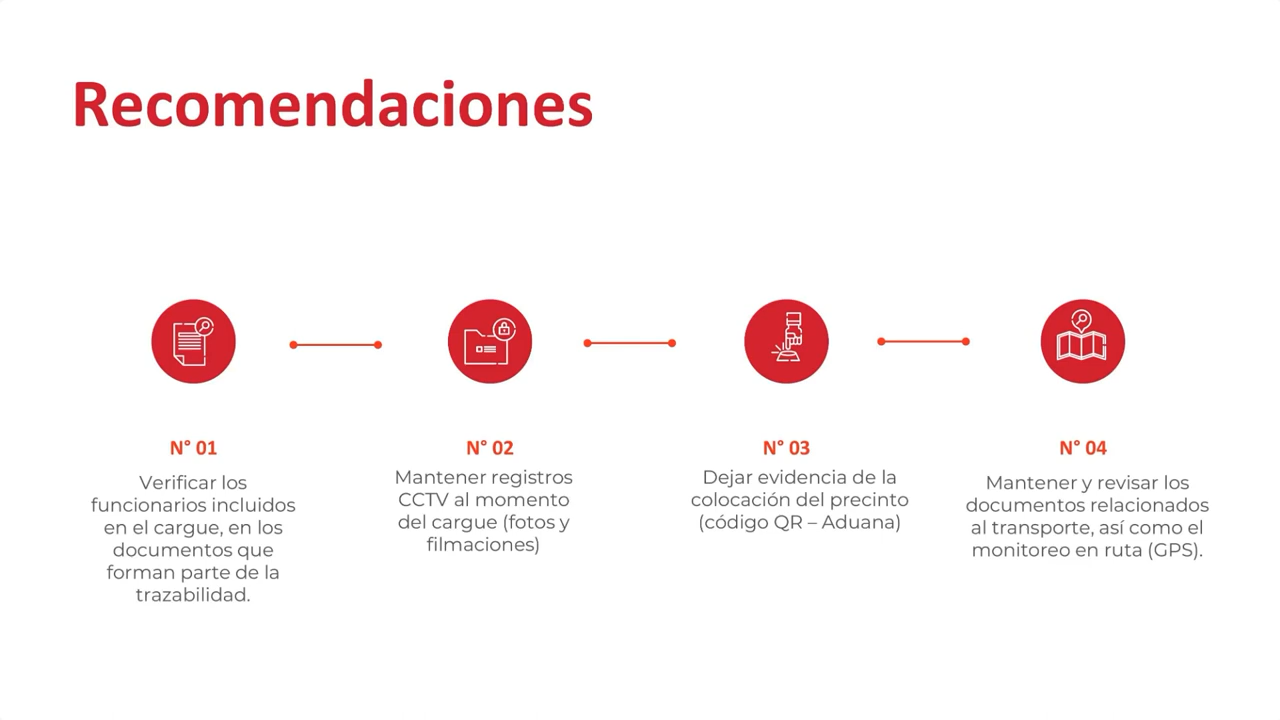 Recomendaciones
N° 01
Verificar los
funcionarios incluidos
en el cargue, en los
documentos que
forman parte de la
trazabilidad.
N° 02
Mantener registros
CCTV al momento
del cargue (fotos y
filmaciones)
N° 03
Dejar evidencia de la
colocación del precinto
(código QR – Aduana)
N° 04
Mantener y revisar los
documentos relacionados
al transporte, así como el
monitoreo en ruta (GPS).